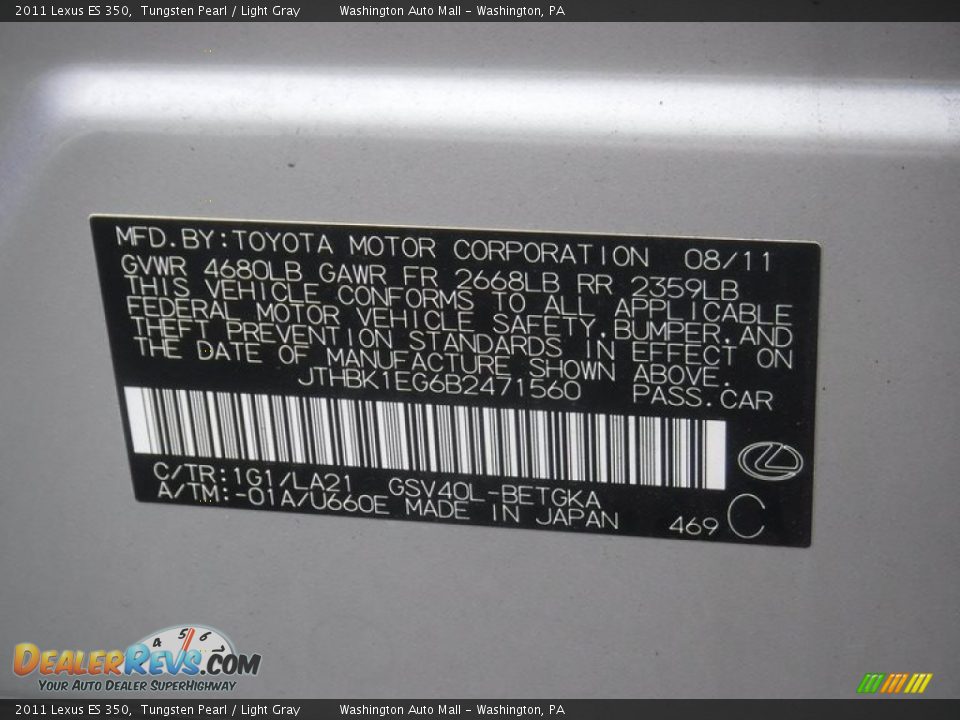 2011 Lexus ES 350, Tungsten Pearl / Light Gray Washington Auto Mall - Washington, PA
MFD.BY:TOYOTA MOTOR CORPORATION 08/11
GVWR 4680LB GAWR FR 2668LB RR 2359LB
THIS VEHICLE CONFORMS TO ALL APPLICABLE
FEDERAL MOTOR VEHICLE SAFETY,BUMPER,AND
THEFT PREVENTION STANDARDS IN EFFECT ON
THE DATE OF MANUFACTURE SHOWN ABOVE.
JTHBK1EG6B2471560 PASS.CAR
C/TR:1G1/LA21 GSV40L-BETGKA
A/TM:-01A/U660E MADE IN JAPAN 469 C
4 5 6
DEALERREVS.COM
YOUR AUTO DEALER SUPERHIGHWAY
2011 Lexus ES 350, Tungsten Pearl / Light Gray Washington Auto Mall - Washington, PA